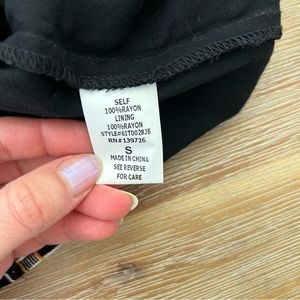 SELF
100%RAYON
LINING
100%RAYON
STYLE#6IT0028JB
RN#139726
S
MADE IN CHINA
SEE REVERSE
FOR CARE